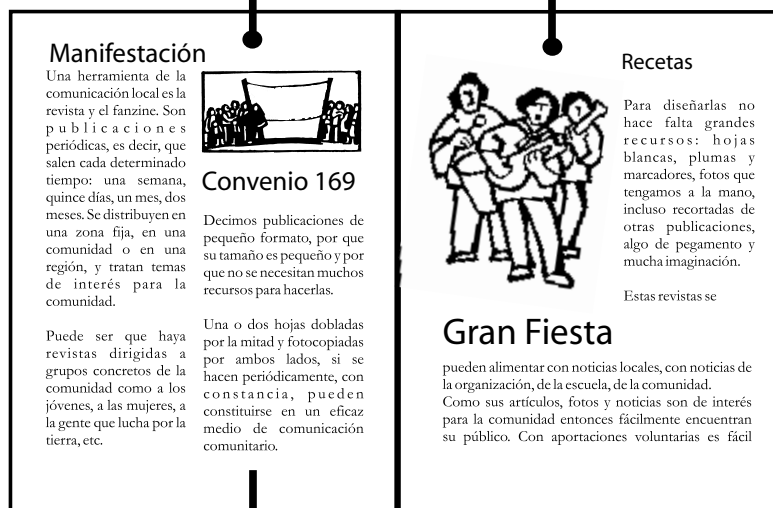 Manifestación
Una herramienta de la
comunicación local es la
revista y el fanzine. Son
publicaciones
periódicas, es decir, que
salen cada determinado
tiempo: una semana,
quince días, un mes, dos
meses. Se distribuyen en
una zona fija, en una
comunidad o en una
región, y tratan temas
de interés para la
comunidad.
Puede ser que haya
revistas dirigidas a
grupos concretos de la
comunidad como a los
jóvenes, a las mujeres, a
la gente que lucha por la
tierra, etc.
Convenio 169
Decimos publicaciones de
pequeño formato, por que
su tamaño es pequeño y por
que no se necesitan muchos
recursos para hacerlas.
Una o dos hojas dobladas
por la mitad y fotocopiadas
por ambos lados, si se
hacen periódicamente, con
constancia, pueden
constituirse en un eficaz
medio de comunicación
comunitario.
Recetas
Para diseñarlas no
hace falta grandes
recursos: hojas
blancas, plumas y
marcadores, fotos que
tengamos a la mano,
incluso recortadas de
otras publicaciones,
algo de pegamento y
mucha imaginación.
Estas revistas se
Gran Fiesta
pueden alimentar con noticias locales, con noticias de
la organización, de la escuela, de la comunidad.
Como sus artículos, fotos y noticias son de interés
para la comunidad entonces fácilmente encuentran
su público. Con aportaciones voluntarias es fácil